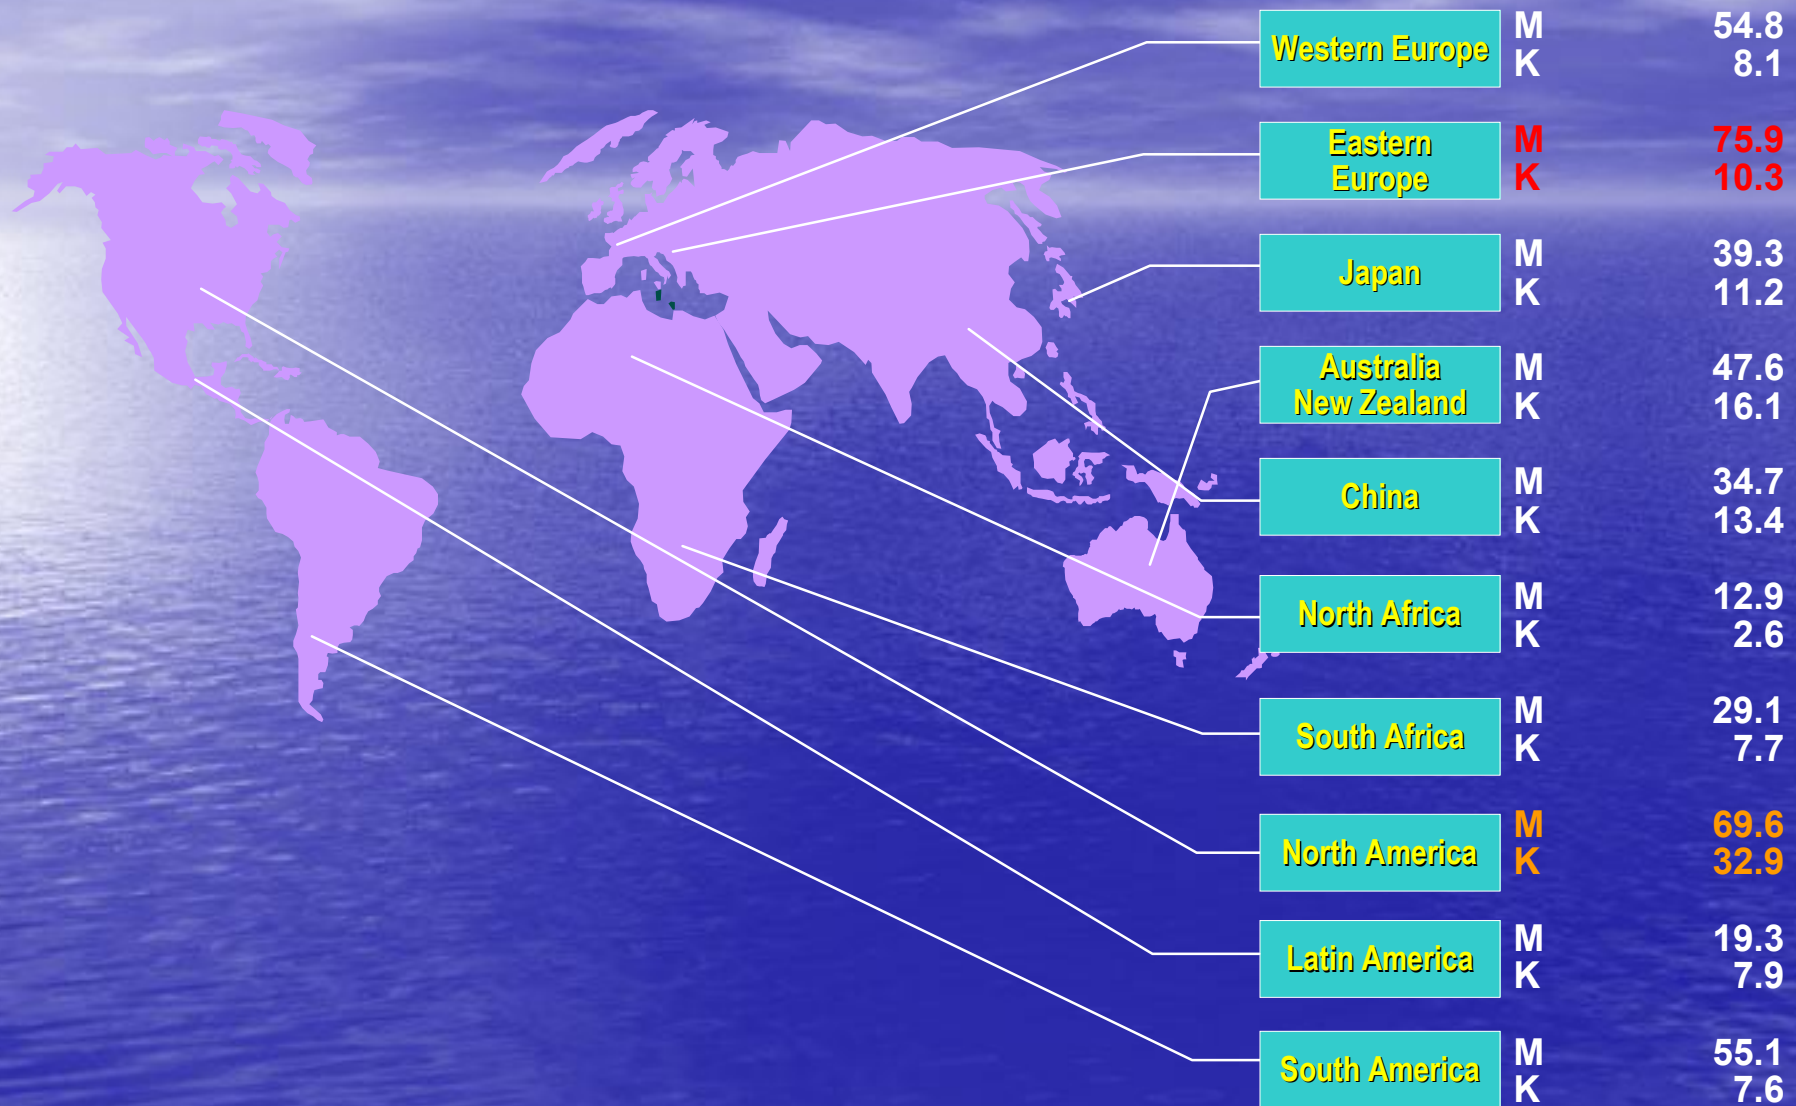 Western Europe
M 54.8
K 8.1
Eastern
Europe
M 75.9
K 10.3
Japan
M 39.3
K 11.2
Australia
New Zealand
M 47.6
K 16.1
China
M 34.7
K 13.4
North Africa
M 12.9
K 2.6
South Africa
M 29.1
K 7.7
North America
M 69.6
K 32.9
Latin America
M 19.3
K 7.9
South America
M 55.1
K 7.6